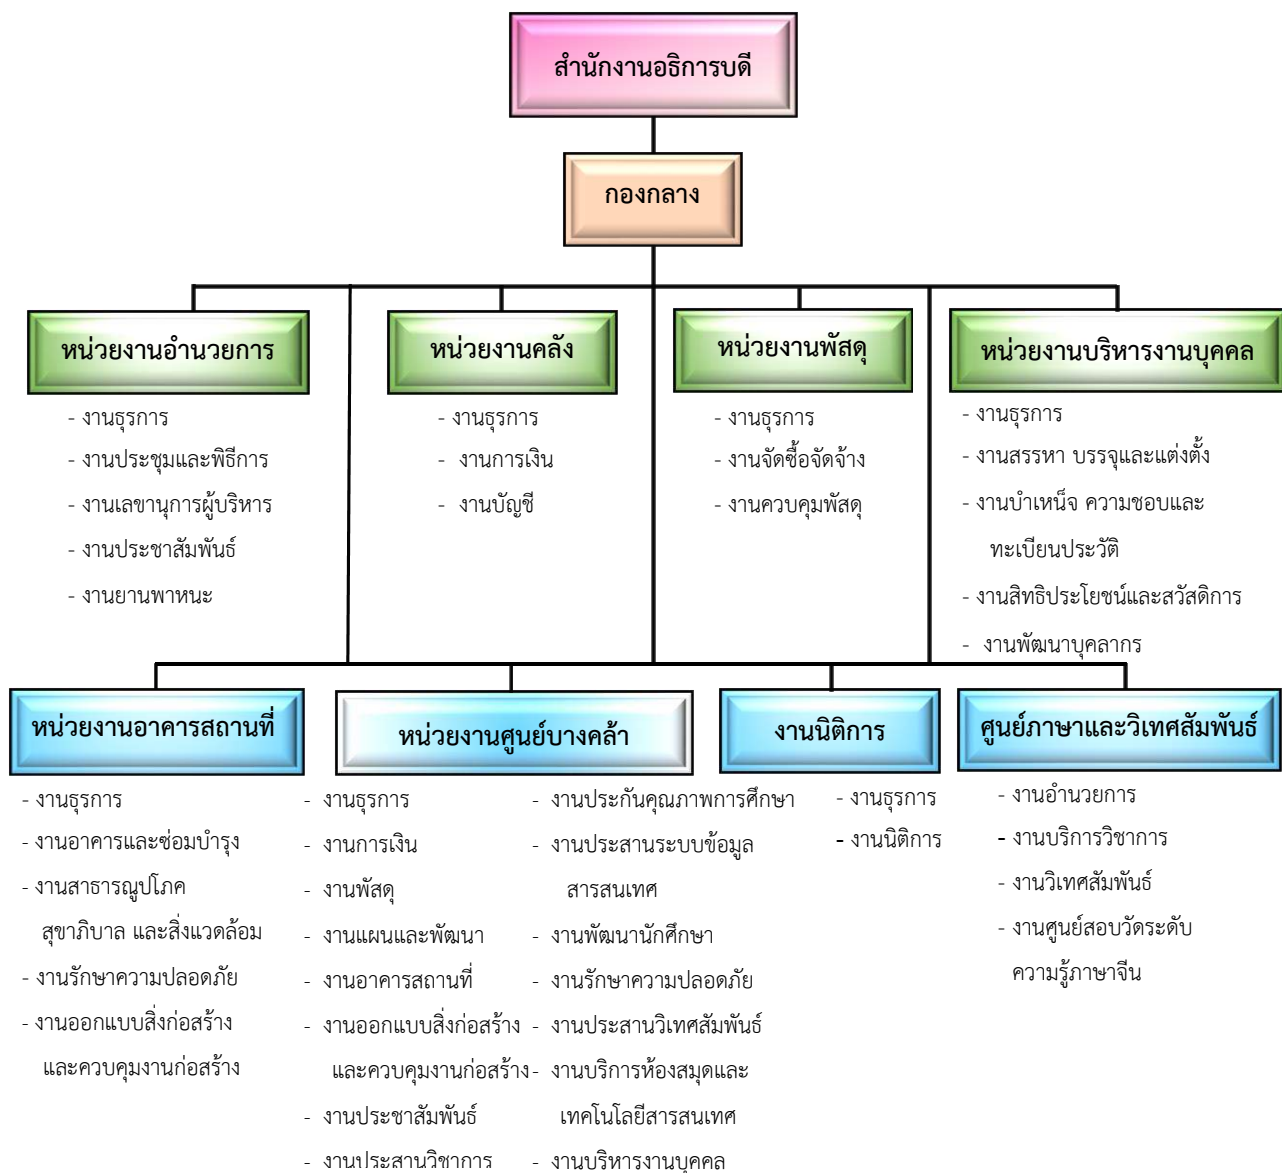 สำนักงานอธิการบดี
กองกลาง
หน่วยงานอำนวยการ
- งานธุรการ
- งานประชุมและพิธีการ
- งานเลขานุการผู้บริหาร
- งานประชาสัมพันธ์
- งานยานพาหนะ
หน่วยงานคลัง
- งานธุรการ
- งานการเงิน
- งานบัญชี
หน่วยงานพัสดุ
- งานธุรการ
- งานจัดซื้อจัดจ้าง
- งานควบคุมพัสดุ
หน่วยงานบริหารงานบุคคล
- งานธุรการ
- งานสรรหา บรรจุและแต่งตั้ง
- งานบำเหน็จ ความชอบและ
ทะเบียนประวัติ
- งานสิทธิประโยชน์และสวัสดิการ
- งานพัฒนาบุคลากร
หน่วยงานอาคารสถานที่
- งานธุรการ
- งานอาคารและซ่อมบำรุง
- งานสาธารณูปโภค
สุขาภิบาล และสิ่งแวดล้อม
- งานรักษาความปลอดภัย
- งานออกแบบสิ่งก่อสร้าง
และควบคุมงานก่อสร้าง
หน่วยงานศูนย์บางคล้า
- งานธุรการ
- งานการเงิน
- งานพัสดุ
- งานแผนและพัฒนา
- งานอาคารสถานที่
- งานออกแบบสิ่งก่อสร้าง
และควบคุมงานก่อสร้าง
- งานประชาสัมพันธ์
- งานประสานวิชาการ
- งานประกันคุณภาพการศึกษา
- งานประสานระบบข้อมูล
สารสนเทศ
- งานพัฒนานักศึกษา
- งานรักษาความปลอดภัย
- งานประสานวิเทศสัมพันธ์
- งานบริการห้องสมุดและ
เทคโนโลยีสารสนเทศ
- งานบริหารงานบุคคล
งานนิติการ
- งานธุรการ
- งานนิติการ
ศูนย์ภาษาและวิเทศสัมพันธ์
- งานอำนวยการ
- งานบริการวิชาการ
- งานวิเทศสัมพันธ์
- งานศูนย์สอบวัดระดับ
ความรู้ภาษาจีน